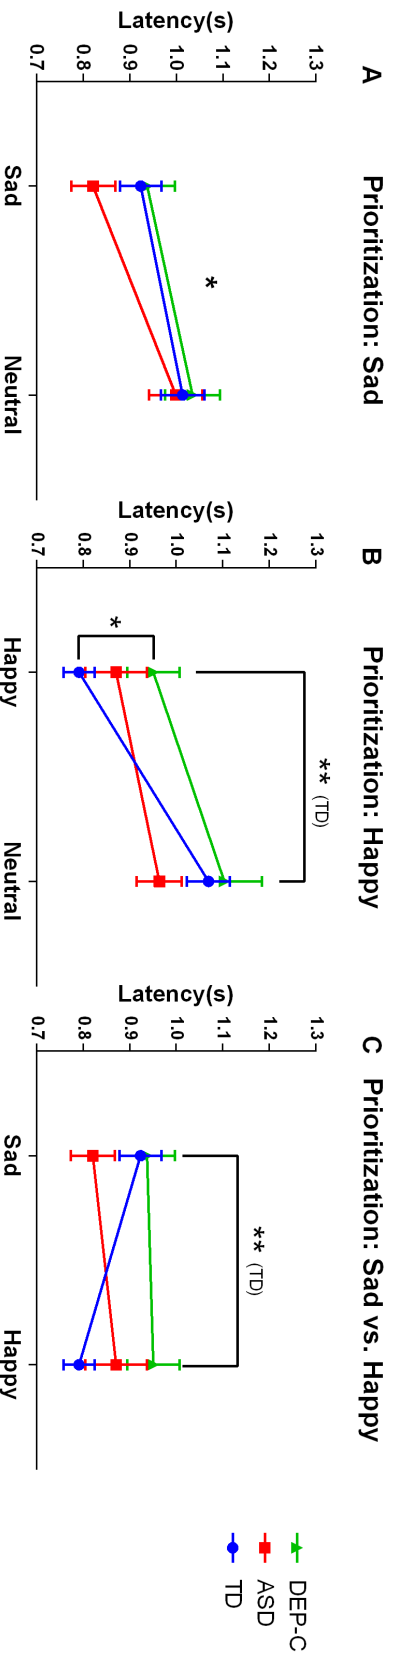 A Prioritization: Sad
Latency(s)
1.3
1.2
1.1
1.0
0.9
0.8
0.7
*
Sad Neutral
B Prioritization: Happy
Latency(s)
1.3
1.2
1.1
1.0
0.9
0.8
0.7
** (TD)
*
Happy Neutral
C Prioritization: Sad vs. Happy
Latency(s)
1.3
1.2
1.1
1.0
0.9
0.8
0.7
** (TD)
Sad Happy
DEP-C
ASD
TD